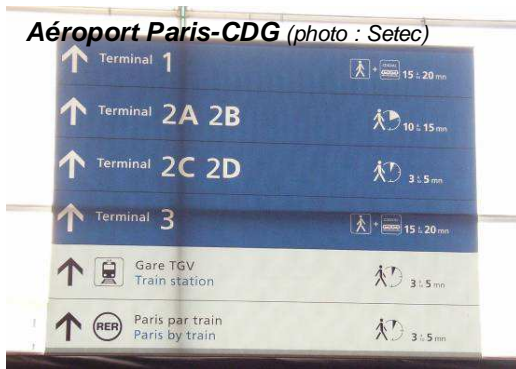 Aéroport Paris-CDG (photo : Setec)
Terminal 1 15 à 20 mn
Terminal 2A 2B 10 à 15 mn
Terminal 2C 2D 3 à 5 mn
Terminal 3 15 à 20 mn
Gare TGV
Train station 3 à 5 mn
RER Paris par train
Paris by train 3 à 5 mn